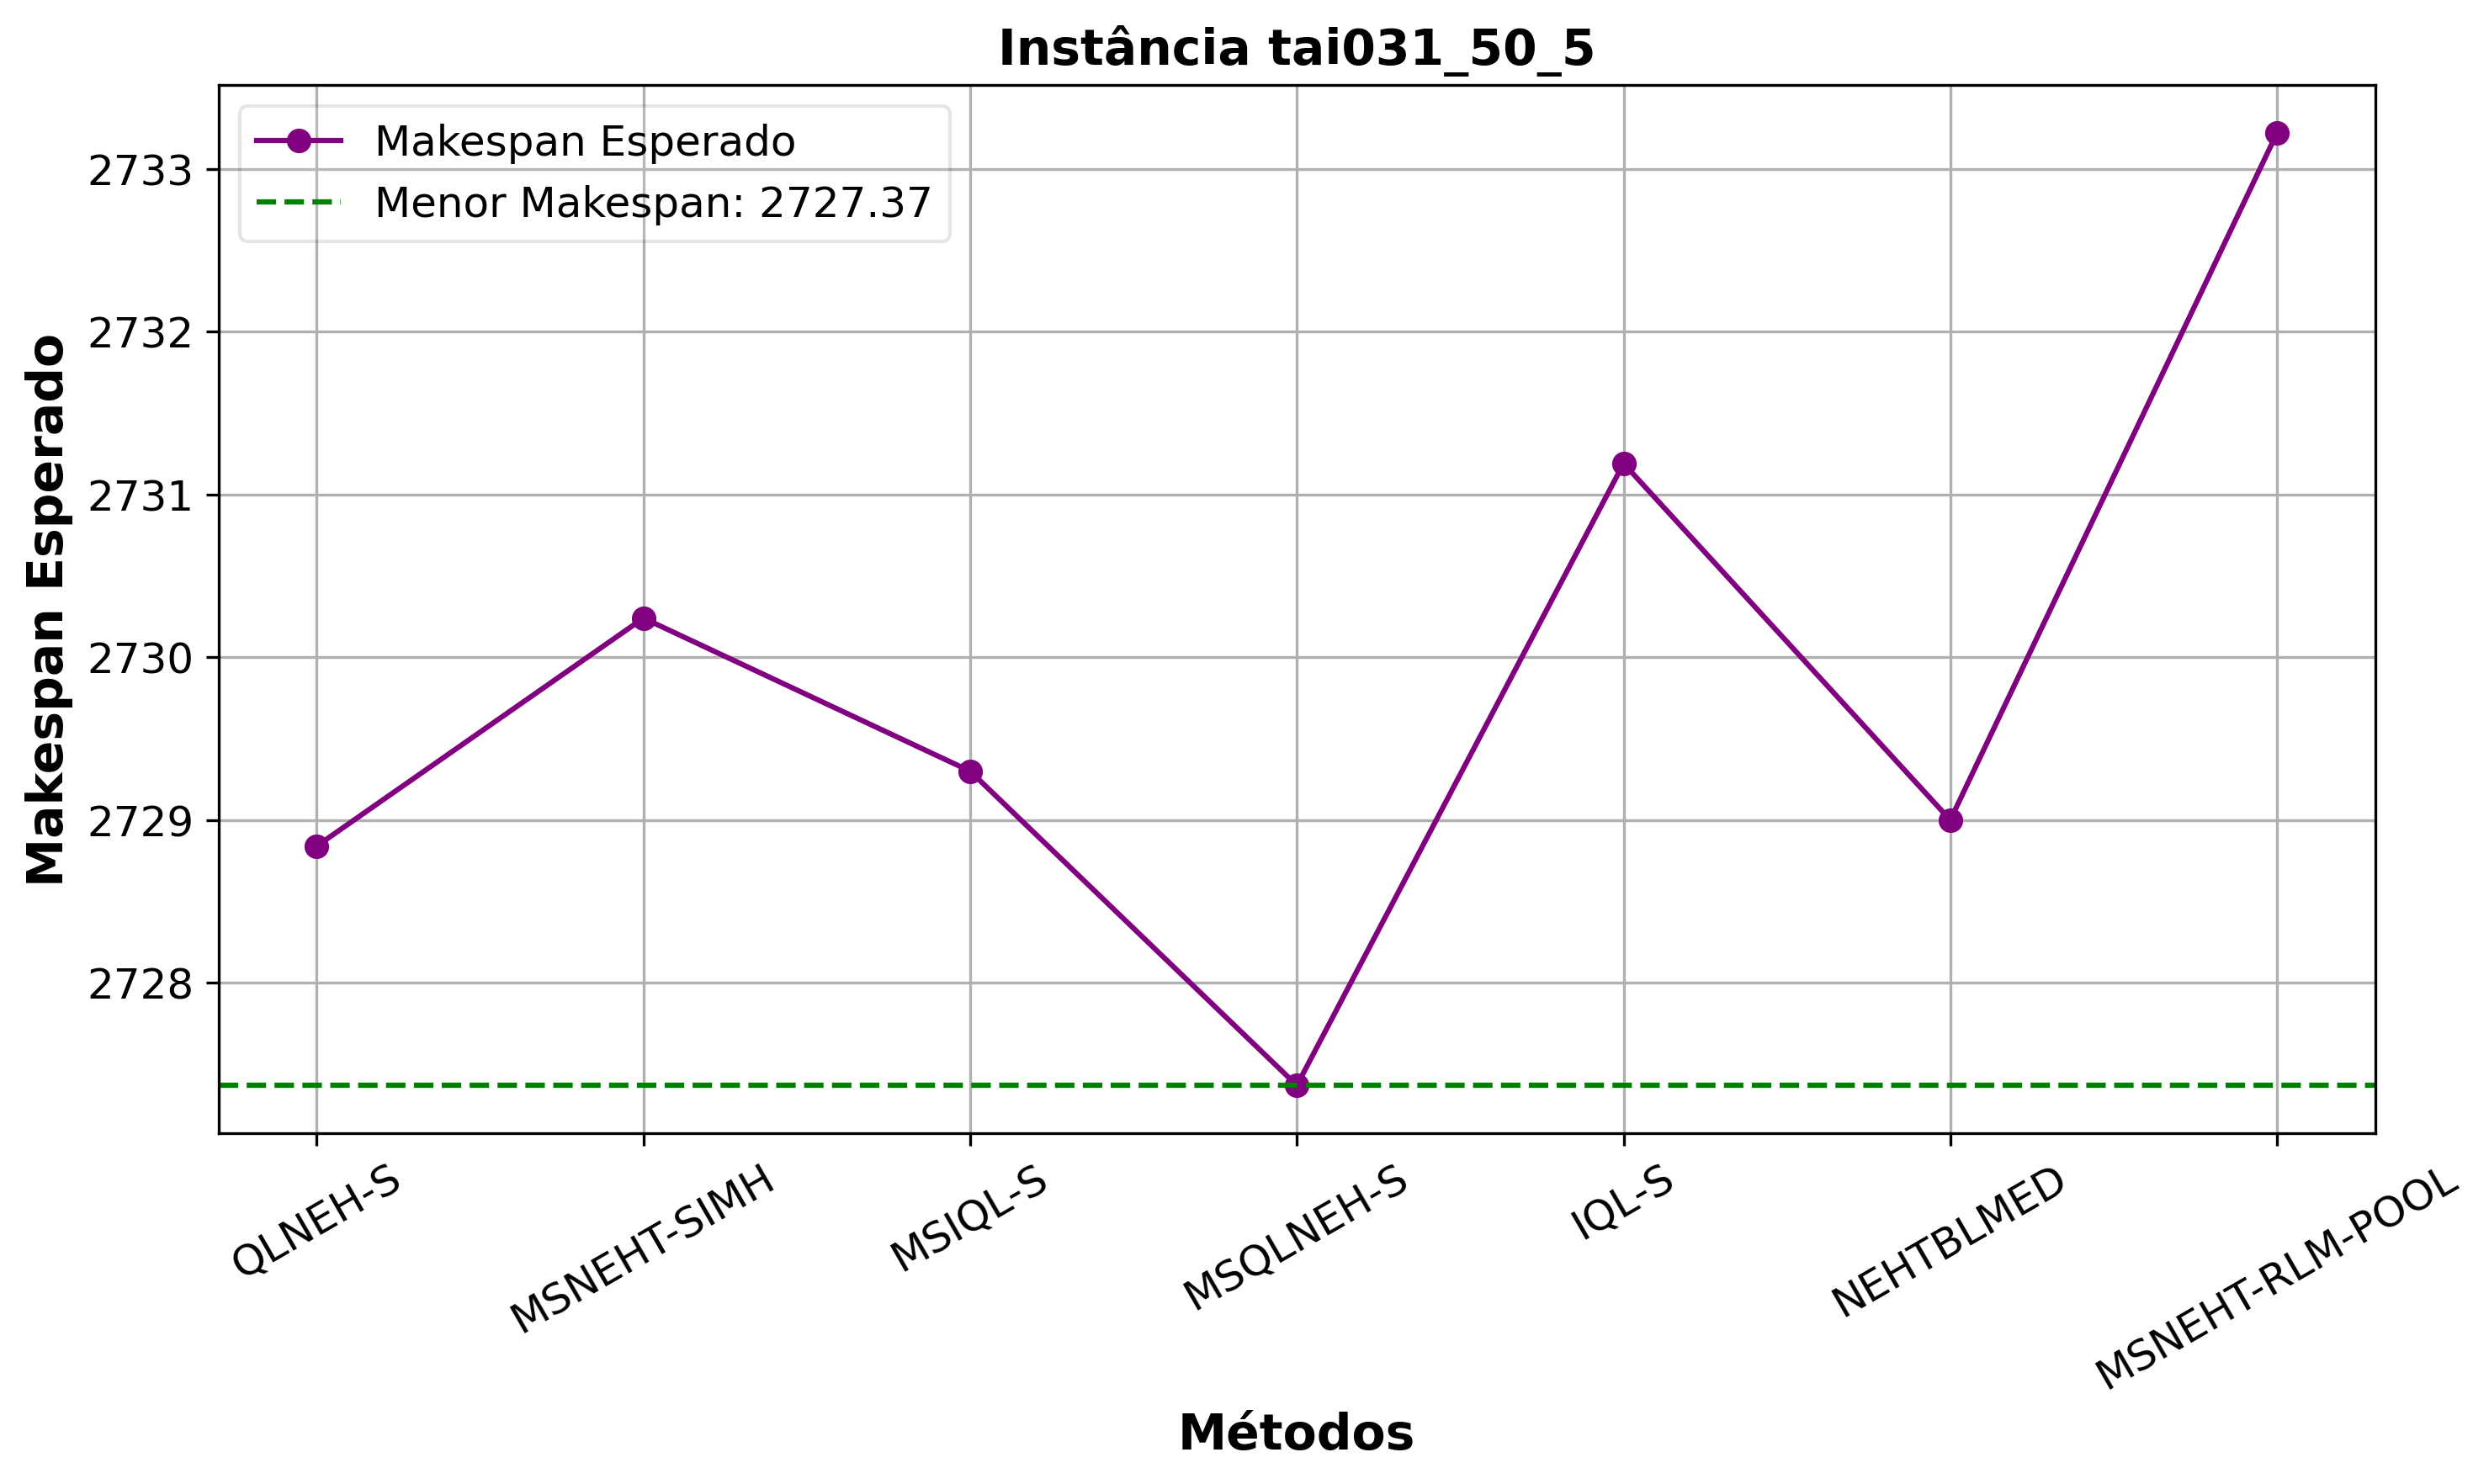 Instância tai031_50_5
Makespan Esperado
Menor Makespan: 2727.37
Makespan Esperado
2733
2732
2731
2730
2729
2728
QLNEH-S
MSNEHT-SIMH
MSIQL-S
MSQLNEH-S
IQL-S
NEHTBLMED
MSNEHT-RLM-POOL
Métodos